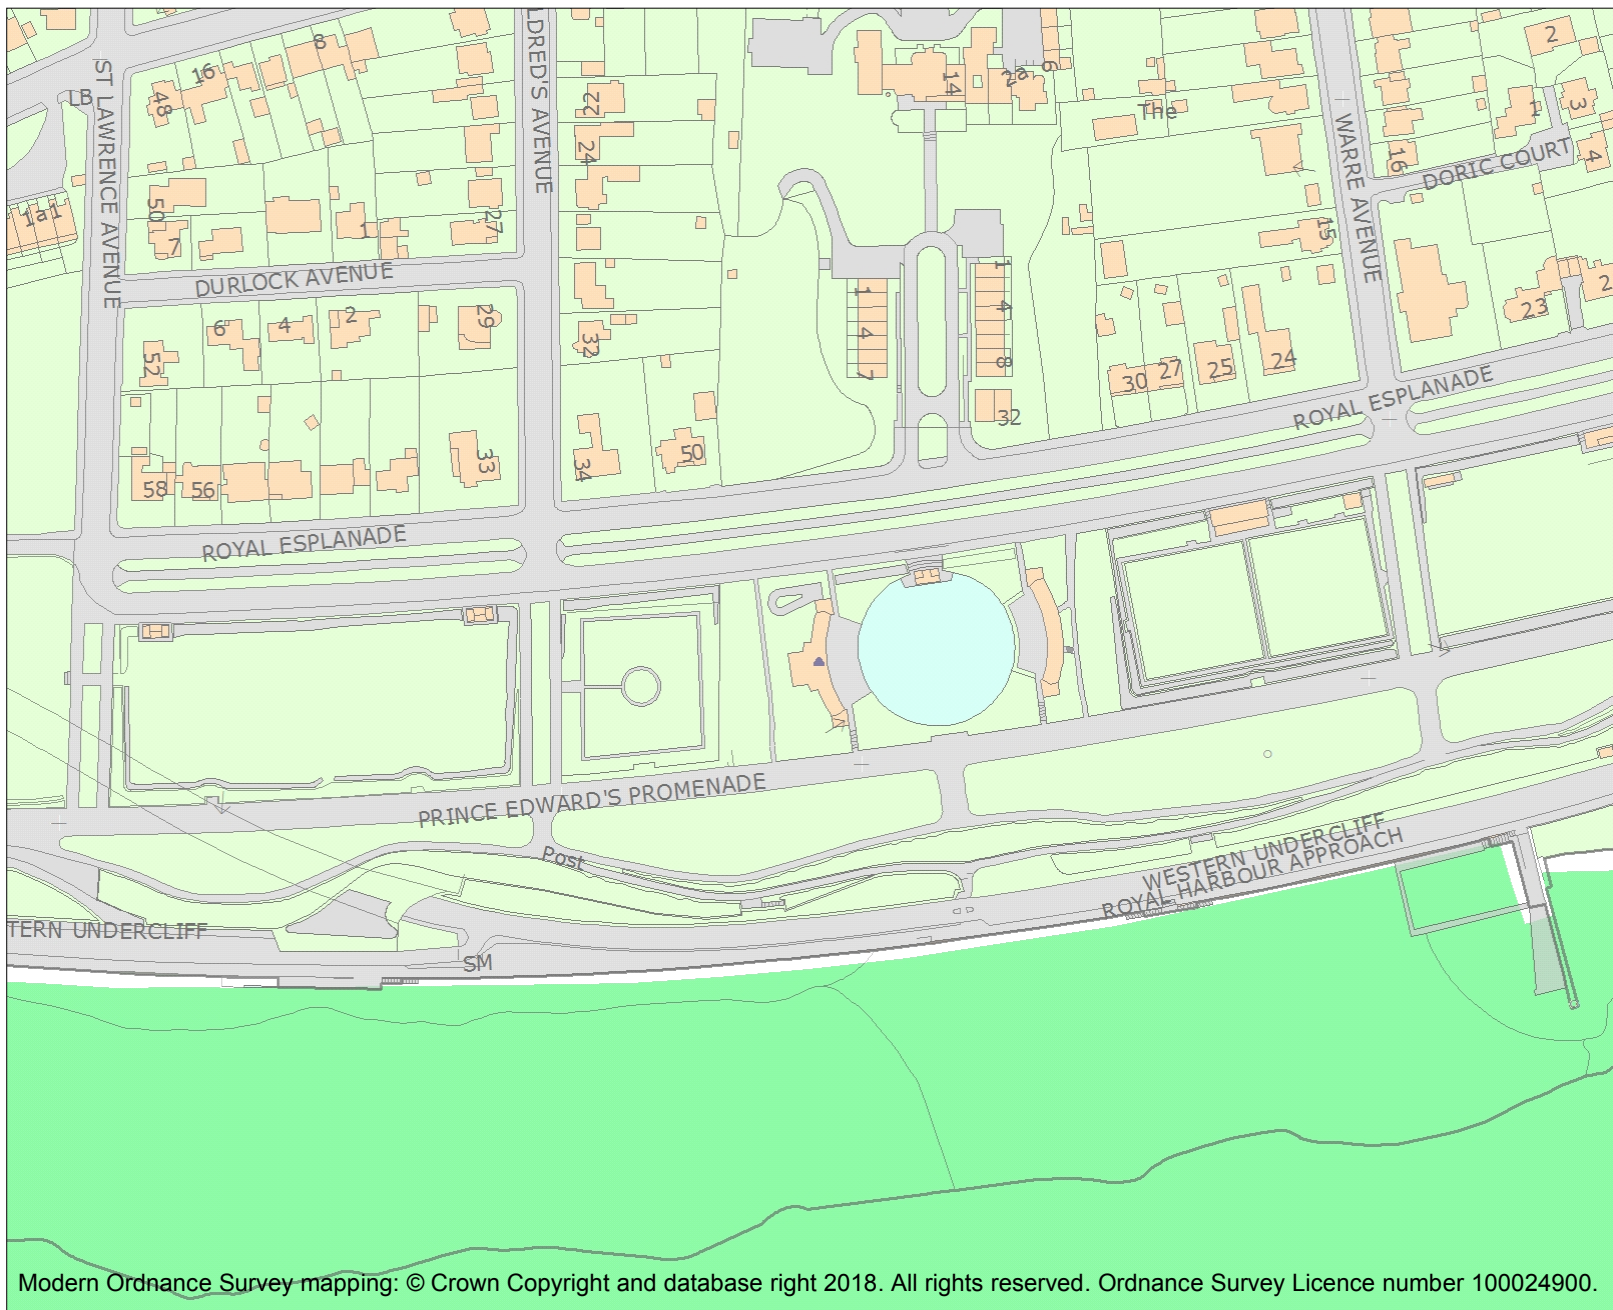 8
2
16
LB
48
ST LAWRENCE AVENUE
LDRED'S AVENUE
22
24
14
2a
6
The
WARRE AVENUE
16
DORIC COURT
1
3
4
1a1
50
7
1
27
15
DURLOCK AVENUE
1
4
7
1
4
8
6
4
2
29
52
32
23
2
30
27
25
24
ROYAL ESPLANADE
32
34
50
58
56
33
ROYAL ESPLANADE
PRINCE EDWARD'S PROMENADE
Post
WESTERN UNDERCLIFF
ROYAL HARBOUR APPROACH
TERN UNDERCLIFF
SM
Modern Ordnance Survey mapping: © Crown Copyright and database right 2018. All rights reserved. Ordnance Survey Licence number 100024900.